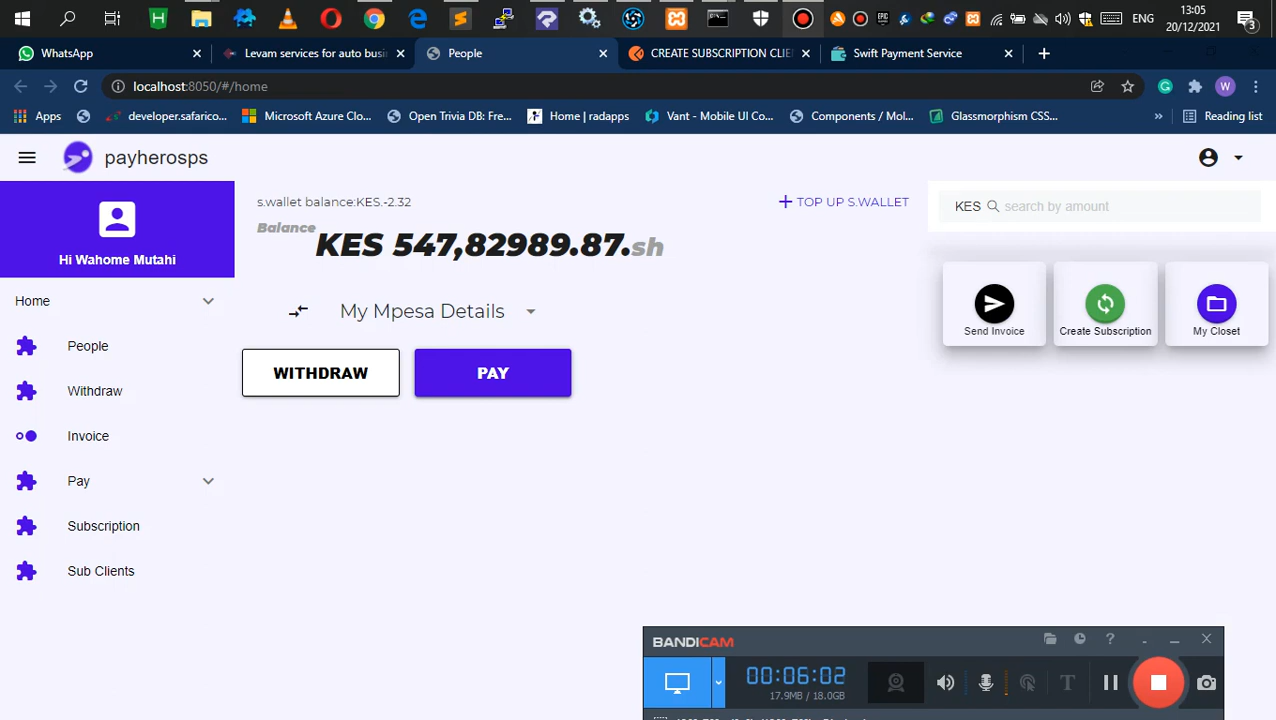 ENG
13:05
20/12/2021
3
WhatsApp
Levam services for auto busi
People
CREATE SUBSCRIPTION CLIE
Swift Payment Service
localhost:8050/#/home
W
Apps
developer.safarico...
Microsoft Azure Clo...
Open Trivia DB: Fre...
Home | radapps
Vant - Mobile UI Co...
Components / Mol...
Glassmorphism CSS...
»
Reading list
payherosps
Hi Wahome Mutahi
Home
People
Withdraw
Invoice
Pay
Subscription
Sub Clients
s.wallet balance:KES.-2.32
TOP UP S.WALLET
Balance KES 547,82989.87.sh
My Mpesa Details
WITHDRAW
PAY
KES search by amount
Send Invoice
Create Subscription
My Closet
BANDICAM
00:06:02
17.9MB / 18.0GB